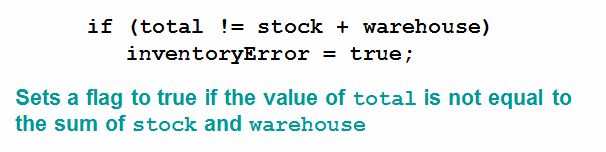 if (total != stock + warehouse)
inventoryError = true;
Sets a flag to true if the value of total is not equal to
the sum of stock and warehouse